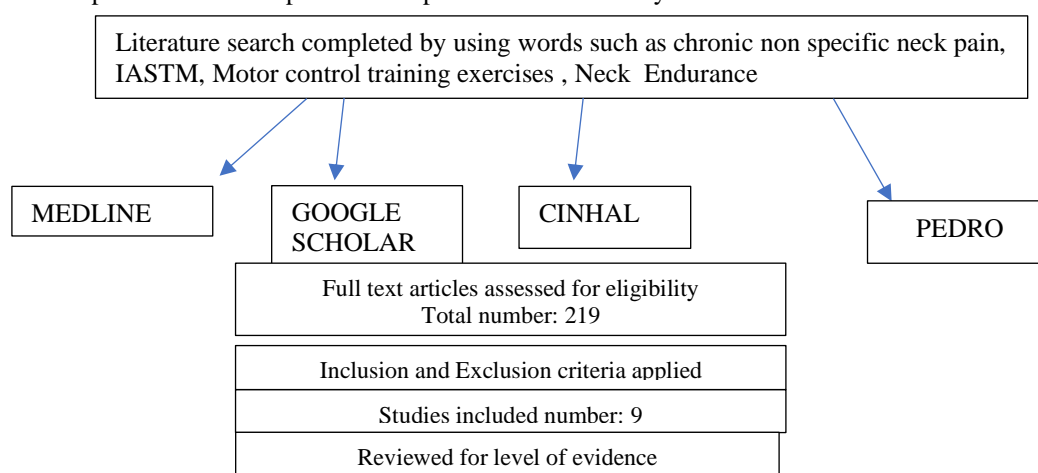 Literature search completed by using words such as chronic non specific neck pain,
IASTM, Motor control training exercises , Neck Endurance
MEDLINE
GOOGLE
SCHOLAR
CINHAL
PEDRO
Full text articles assessed for eligibility
Total number: 219
Inclusion and Exclusion criteria applied
Studies included number: 9
Reviewed for level of evidence